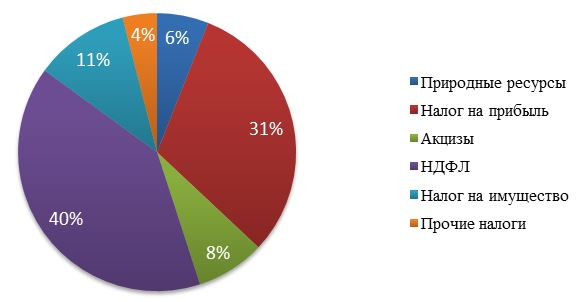 4%
6%
11%
31%
40%
8%
Природные ресурсы
Налог на прибыль
Акцизы
НДФЛ
Налог на имущество
Прочие налоги